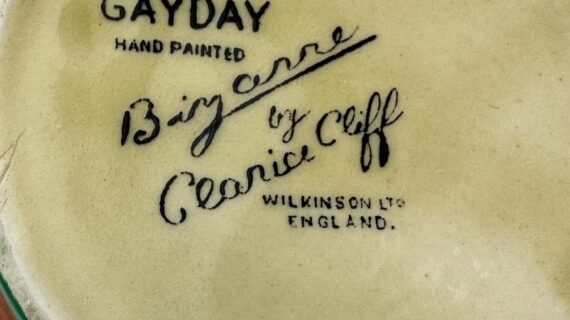 GAYDAY
HAND PAINTED
Bizarre
by
Clarice Cliff
WILKINSON LTD
ENGLAND.